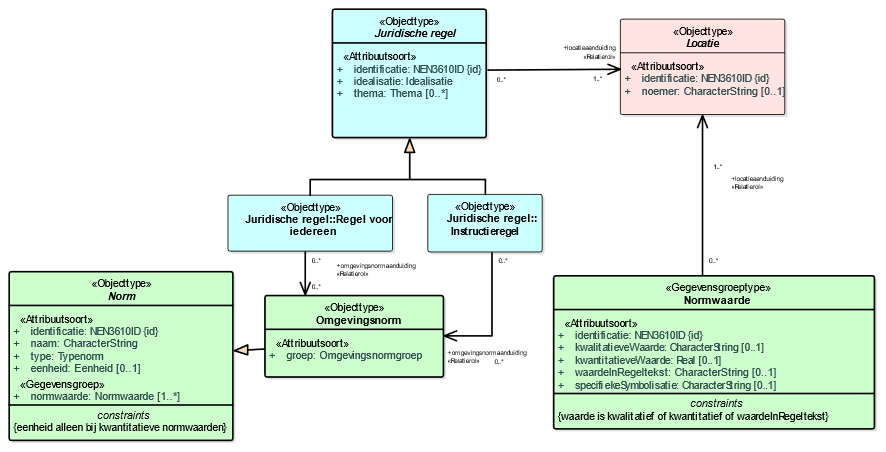 «Objecttype»
Juridische regel
«Attribuutsoort»
+ identificatie: NEN3610ID {id}
+ idealisatie: Idealisatie
+ thema: Thema [0..*]
+locatieaanduiding
«Relatierol»
0..*
1..*
«Objecttype»
Locatie
«Attribuutsoort»
+ identificatie: NEN3610ID {id}
+ noemer: CharacterString [0..1]
1..*
+locatieaanduiding
«Relatierol»
0..*
«Objecttype»
Juridische regel::Regel voor
iedereen
«Objecttype»
Juridische regel::
Instructieregel
0..*
+omgevingsnormaanduiding
«Relatierol»
0..*
0..*
+omgevingsnormaanduiding
«Relatierol»
0..*
«Objecttype»
Norm
«Attribuutsoort»
+ identificatie: NEN3610ID {id}
+ naam: CharacterString
+ type: Typenorm
+ eenheid: Eenheid [0..1]
«Gegevensgroep»
+ normwaarde: Normwaarde [1..*]
constraints
{eenheid alleen bij kwantitatieve normwaarden}
«Objecttype»
Omgevingsnorm
«Attribuutsoort»
+ groep: Omgevingsnormgroep
«Gegevensgroeptype»
Normwaarde
«Attribuutsoort»
+ identificatie: NEN3610ID {id}
+ kwalitatieveWaarde: CharacterString [0..1]
+ kwantitatieveWaarde: Real [0..1]
+ waardeInRegeltekst: CharacterString [0..1]
+ specifiekeSymbolisatie: CharacterString [0..1]
constraints
{waarde is kwalitatief of kwantitatief of waardeInRegeltekst}